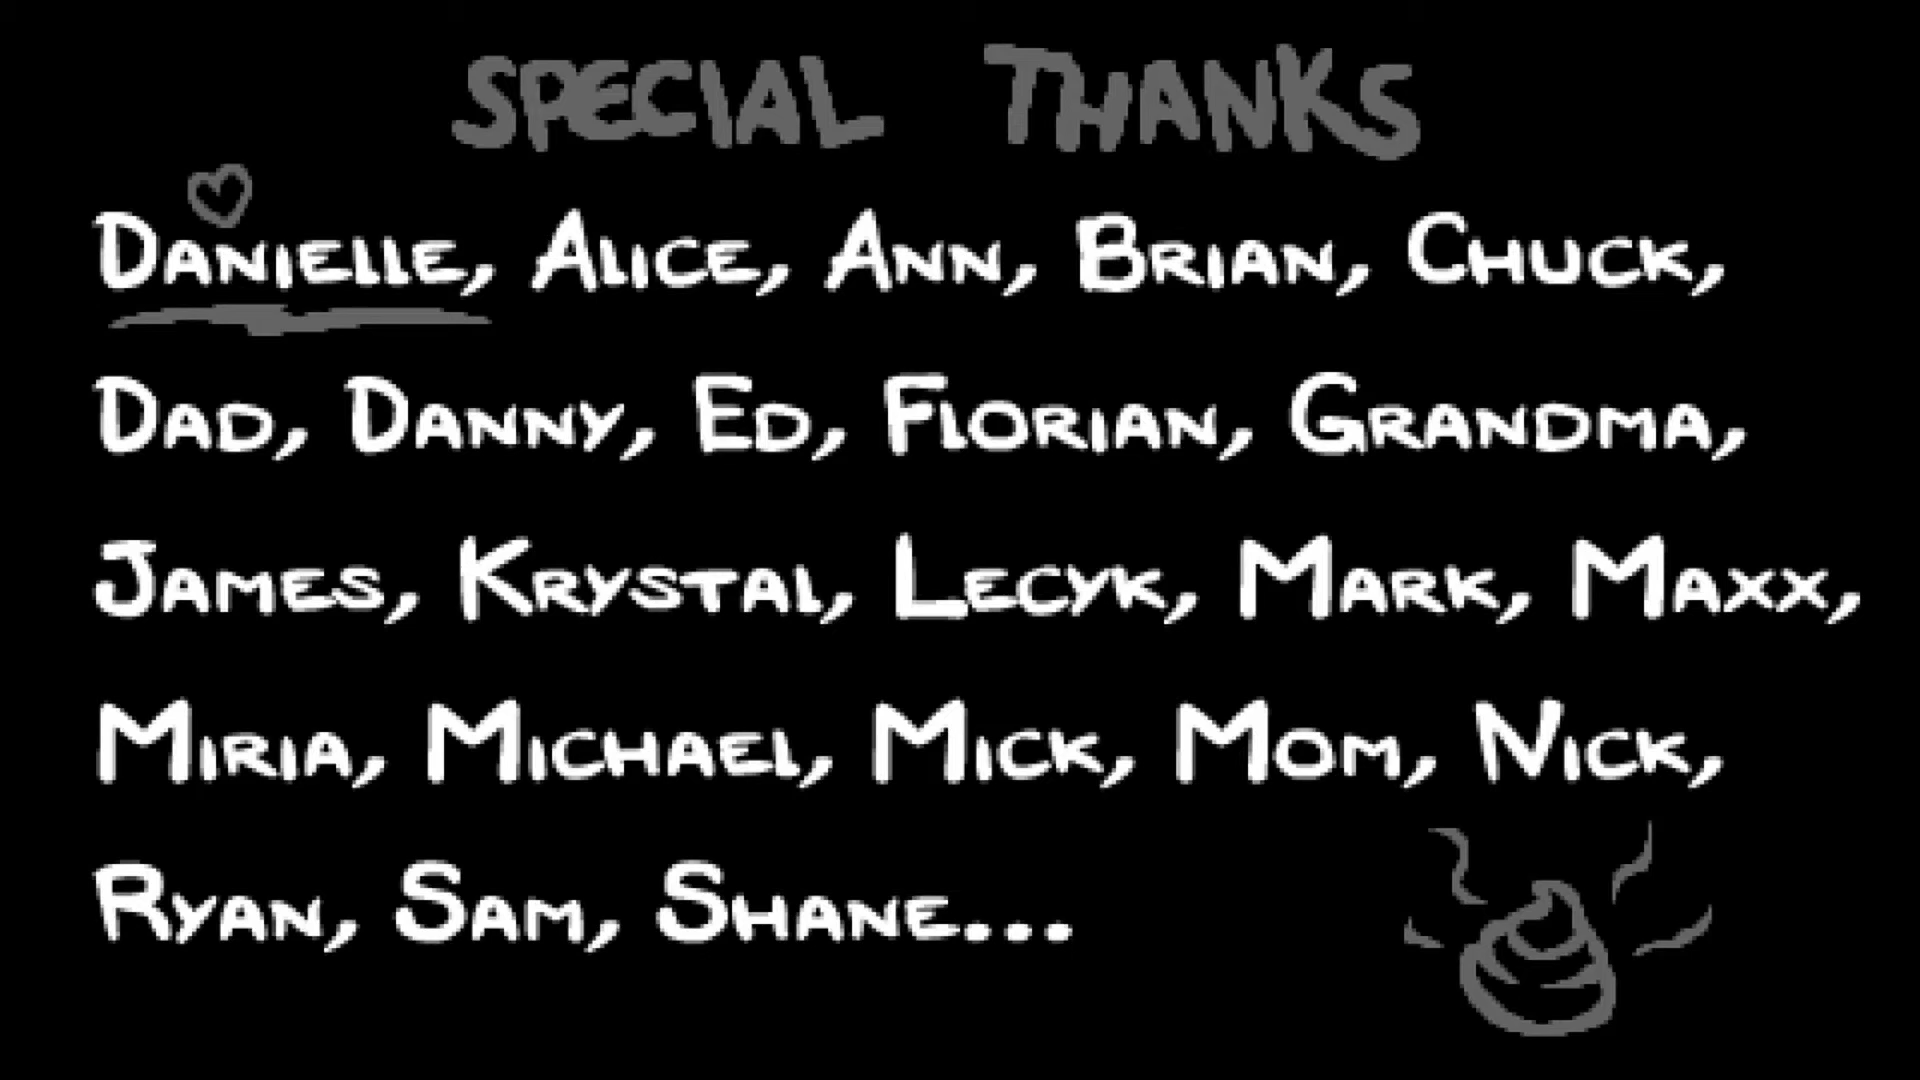 Special Thanks
Danielle, Alice, Ann, Brian, Chuck,
Dad, Danny, Ed, Florian, Grandma,
James, Krystal, Lecyk, Mark, Maxx,
Miria, Michael, Mick, Mom, Nick,
Ryan, Sam, Shane...